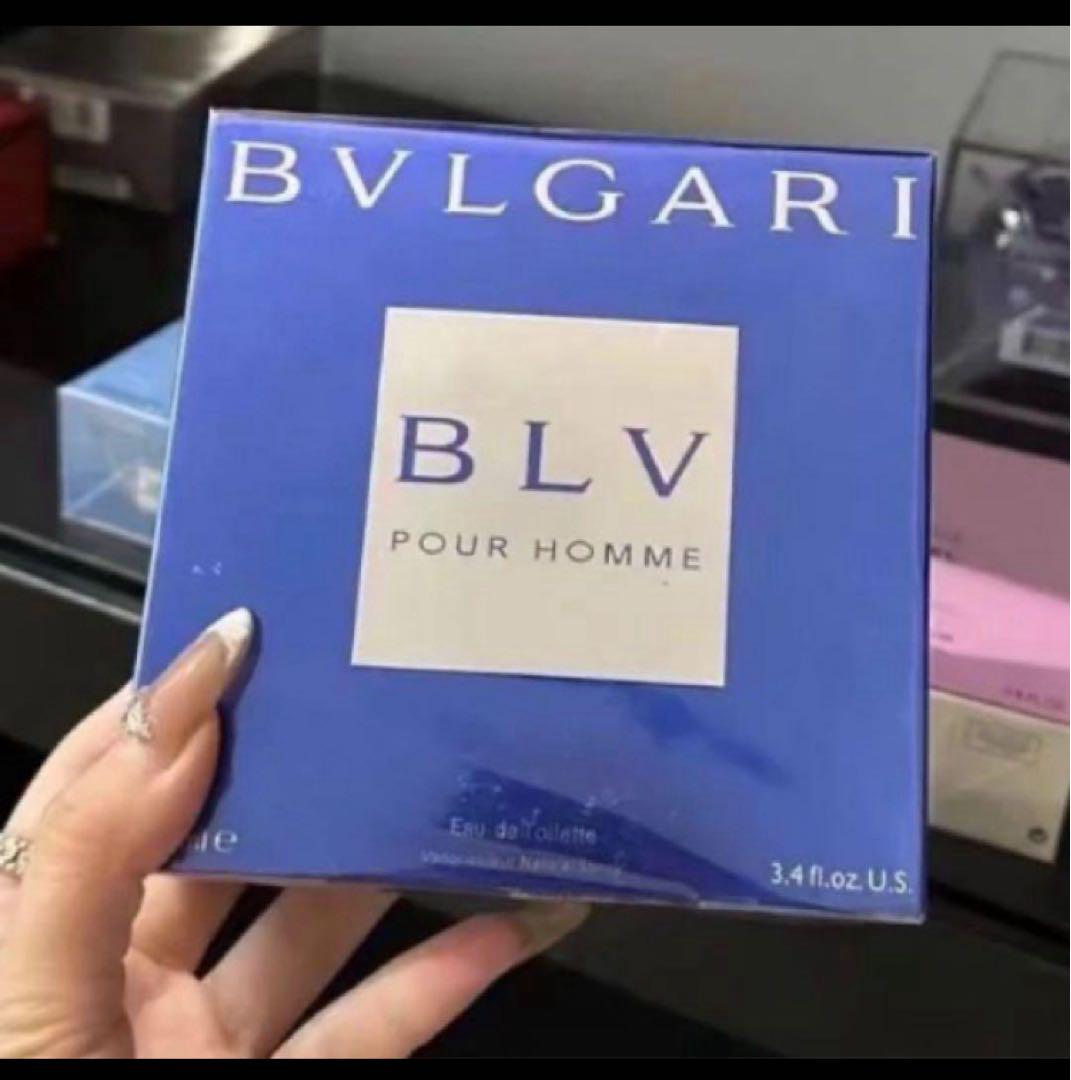 BVLGARI
BLV
POUR HOMME
Eau de Toilette
3.4 fl.oz. U.S.